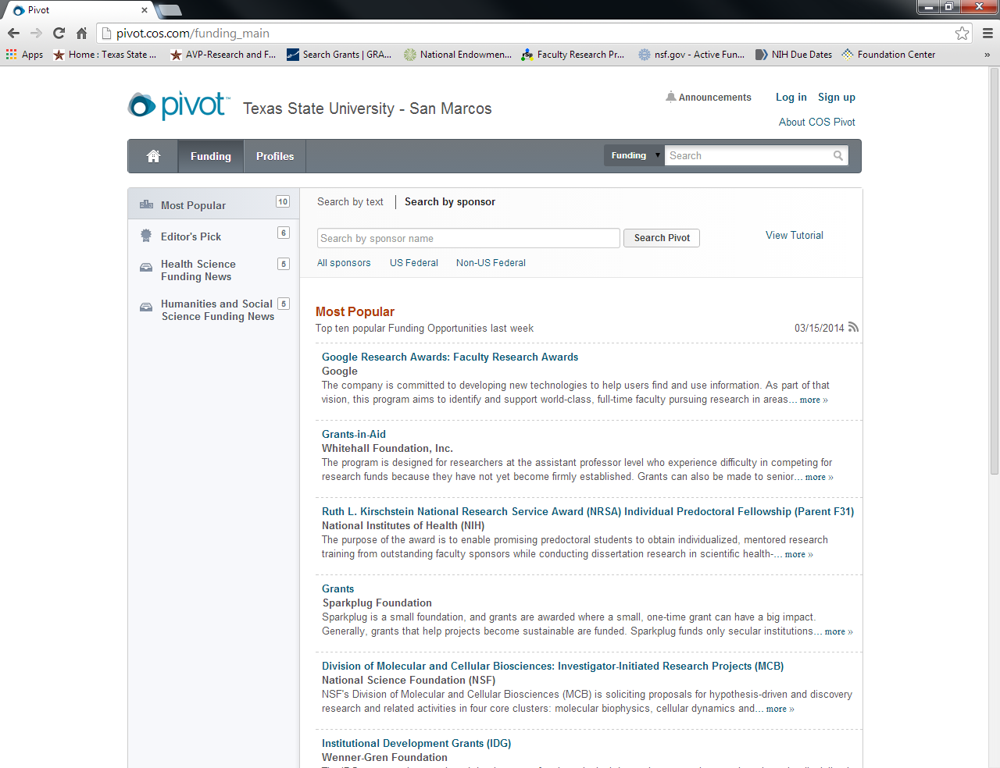 Pivot
pivot.cos.com/funding_main
Apps
Home : Texas State ...
AVP-Research and F...
Search Grants | GRA...
National Endowmen...
rsp
Faculty Research Pr...
nsf.gov - Active Fun...
NIH Due Dates
Foundation Center
»
pivot™
Texas State University - San Marcos
Announcements
Log in
Sign up
About COS Pivot
Funding
Profiles
Funding
Search
Most Popular
10
Editor's Pick
6
Health Science
Funding News
5
Humanities and Social
Science Funding News
5
Search by text
Search by sponsor
Search by sponsor name
Search Pivot
View Tutorial
All sponsors
US Federal
Non-US Federal
Most Popular
Top ten popular Funding Opportunities last week
03/15/2014
Google Research Awards: Faculty Research Awards
Google
The company is committed to developing new technologies to help users find and use information. As part of that
vision, this program aims to identify and support world-class, full-time faculty pursuing research in areas... more »
Grants-in-Aid
Whitehall Foundation, Inc.
The program is designed for researchers at the assistant professor level who experience difficulty in competing for
research funds because they have not yet become firmly established. Grants can also be made to senior... more »
Ruth L. Kirschstein National Research Service Award (NRSA) Individual Predoctoral Fellowship (Parent F31)
National Institutes of Health (NIH)
The purpose of the award is to enable promising predoctoral students to obtain individualized, mentored research
training from outstanding faculty sponsors while conducting dissertation research in scientific health-... more »
Grants
Sparkplug Foundation
Sparkplug is a small foundation, and grants are awarded where a small, one-time grant can have a big impact.
Generally, grants that help projects become sustainable are funded. Sparkplug funds only secular institutions... more »
Division of Molecular and Cellular Biosciences: Investigator-Initiated Research Projects (MCB)
National Science Foundation (NSF)
NSF's Division of Molecular and Cellular Biosciences (MCB) is soliciting proposals for hypothesis-driven and discovery
research and related activities in four core clusters: molecular biophysics, cellular dynamics and... more »
Institutional Development Grants (IDG)
Wenner-Gren Foundation